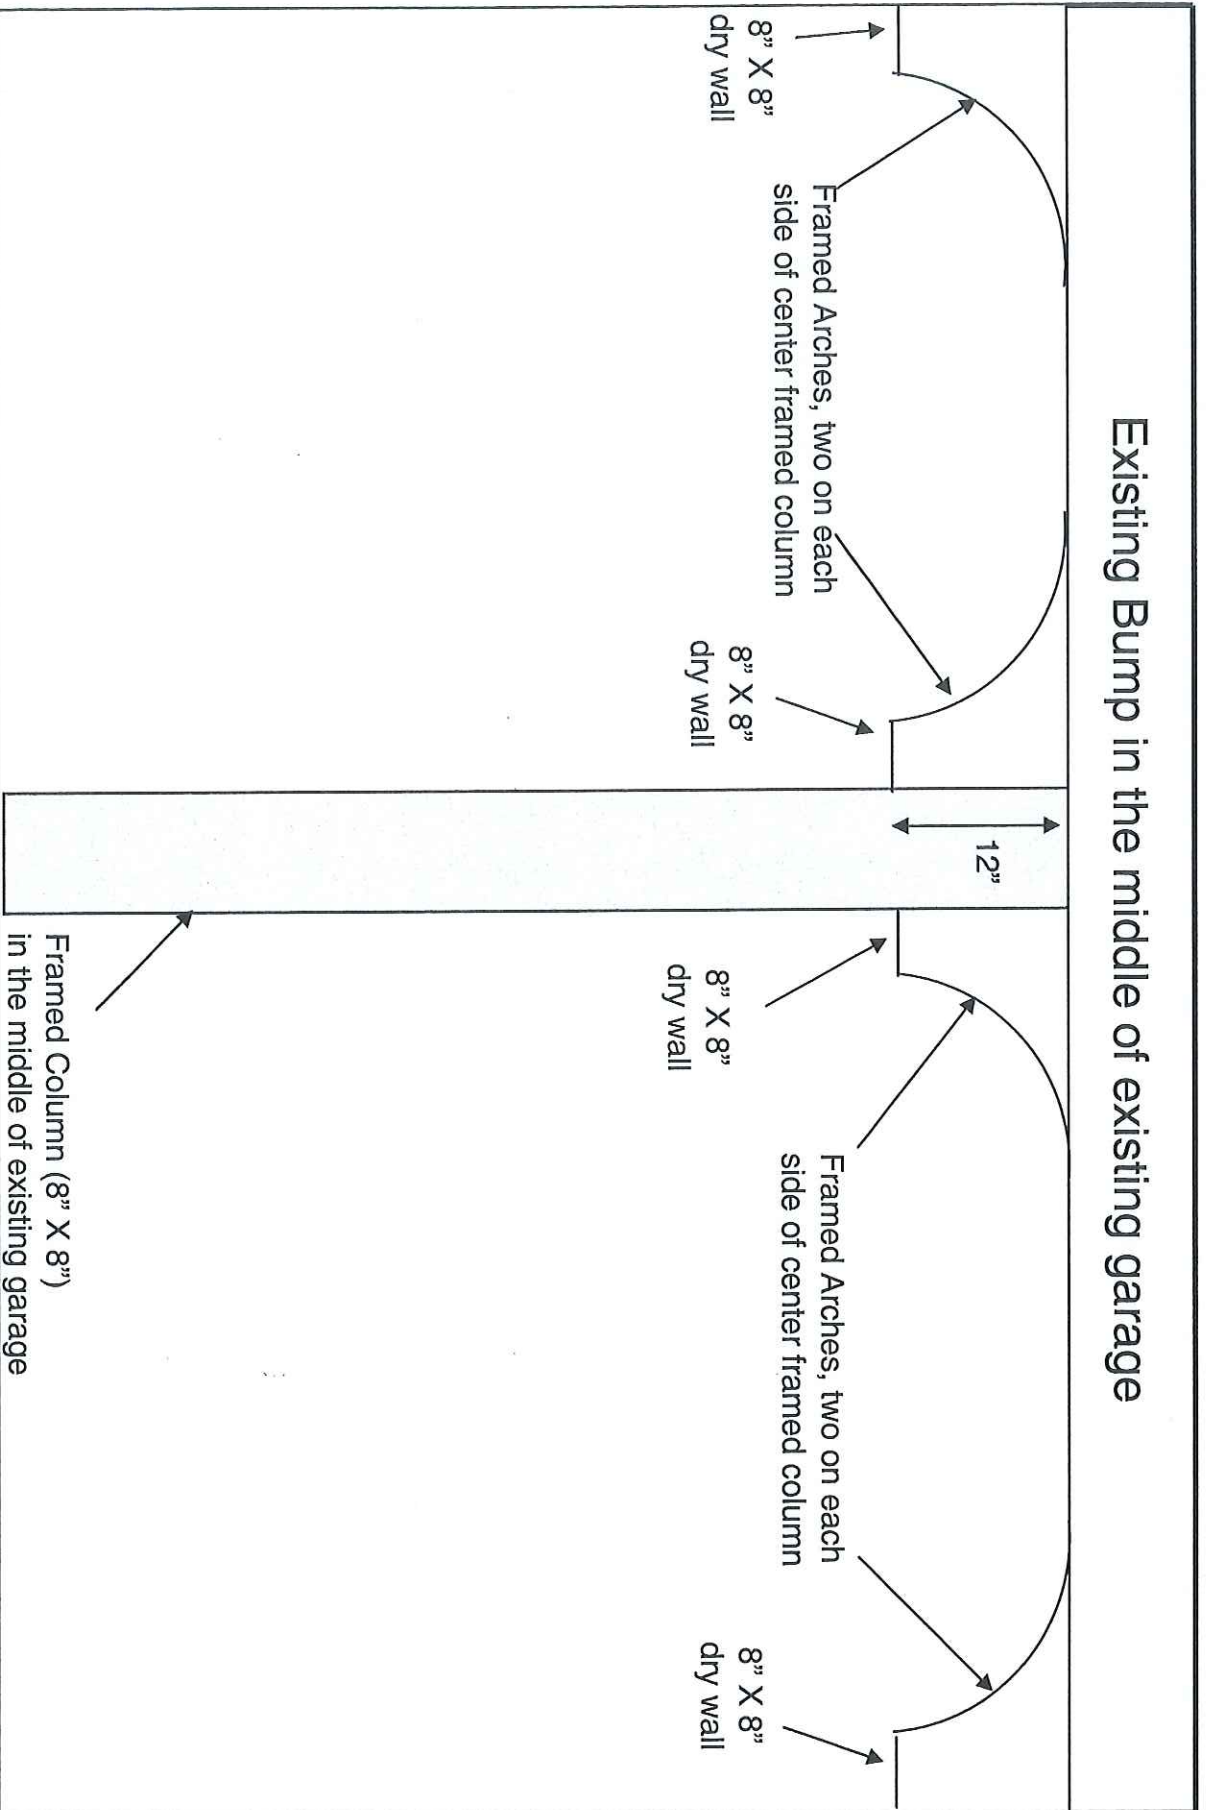 Existing Bump in the middle of existing garage
12”
8” X 8”
dry wall
Framed Arches, two on each
side of center framed column
8” X 8”
dry wall
8” X 8”
dry wall
Framed Arches, two on each
side of center framed column
8” X 8”
dry wall
Framed Column (8” X 8”)
in the middle of existing garage